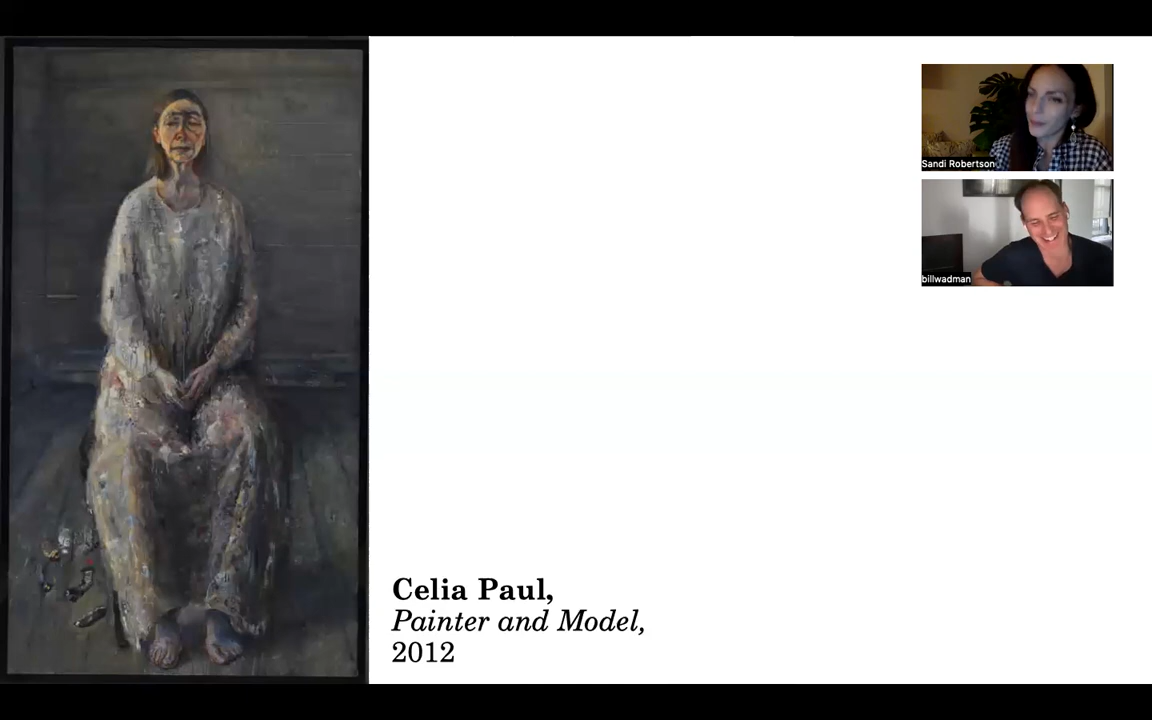 Sandi Robertson
billwadman
Celia Paul,
Painter and Model,
2012